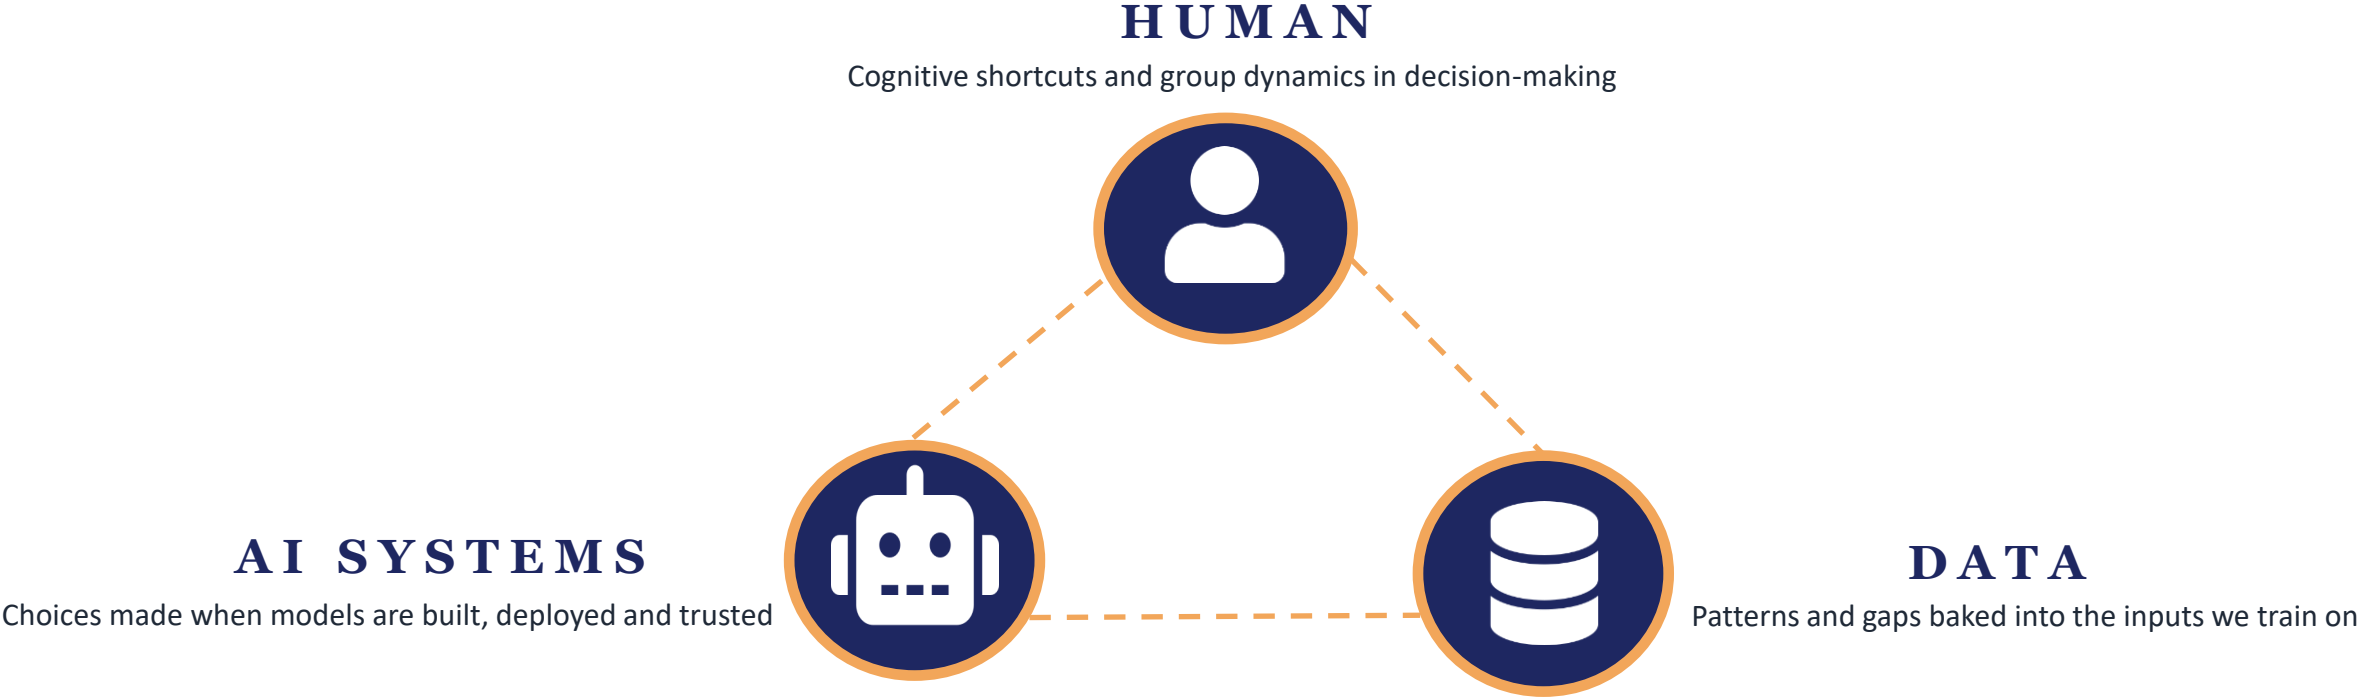 HUMAN
Cognitive shortcuts and group dynamics in decision-making
AI SYSTEMS
Choices made when models are built, deployed and trusted
DATA
Patterns and gaps baked into the inputs we train on